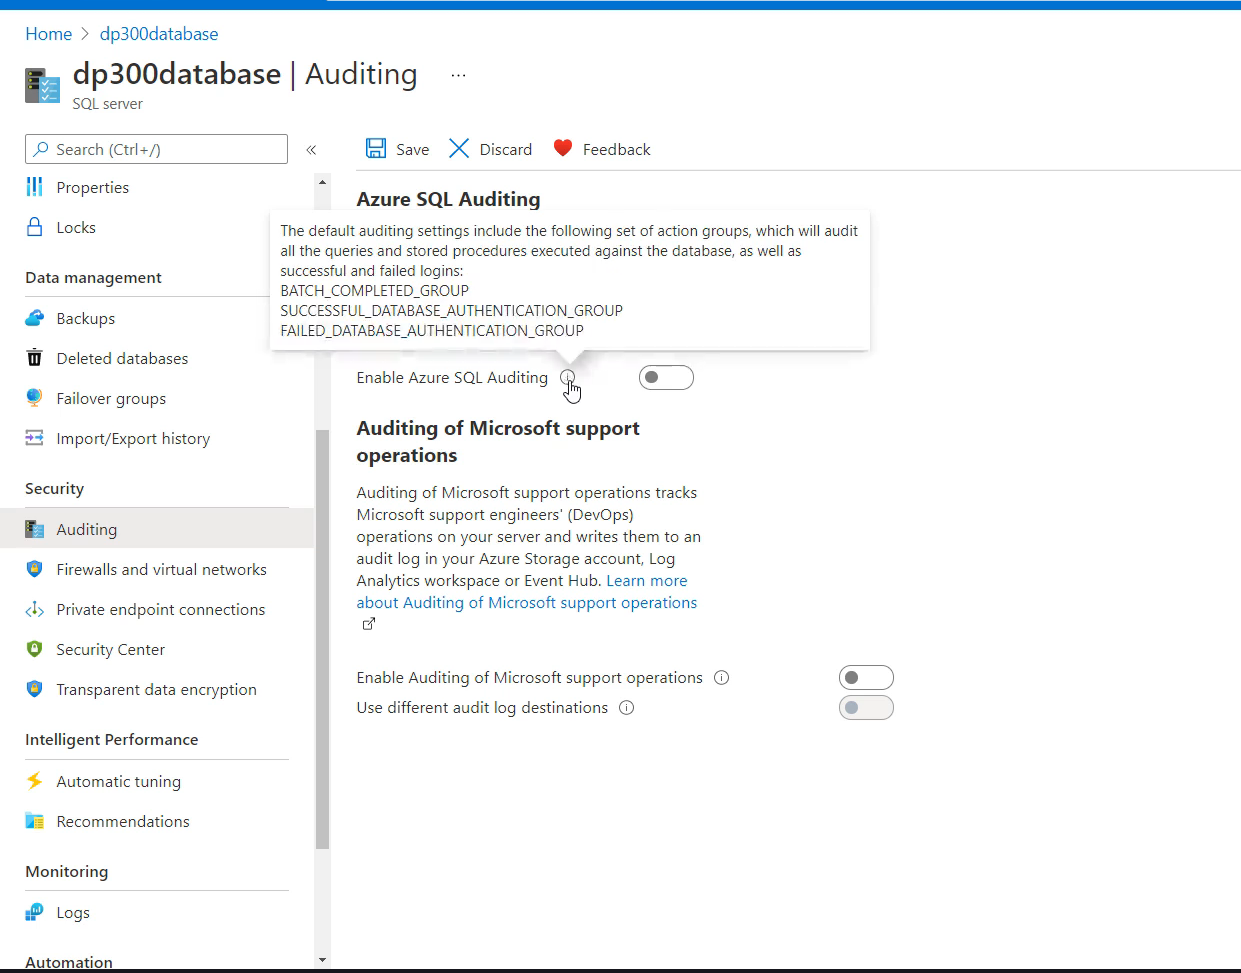 Home > dp300database
dp300database | Auditing ...
SQL server
Search (Ctrl+/)
«
Properties
Locks
Data management
Backups
Deleted databases
Failover groups
Import/Export history
Security
Auditing
Firewalls and virtual networks
Private endpoint connections
Security Center
Transparent data encryption
Intelligent Performance
Automatic tuning
Recommendations
Monitoring
Logs
Automation
Save Discard Feedback
Azure SQL Auditing
The default auditing settings include the following set of action groups, which will audit
all the queries and stored procedures executed against the database, as well as
successful and failed logins:
BATCH_COMPLETED_GROUP
SUCCESSFUL_DATABASE_AUTHENTICATION_GROUP
FAILED_DATABASE_AUTHENTICATION_GROUP
Enable Azure SQL Auditing
Auditing of Microsoft support
operations
Auditing of Microsoft support operations tracks
Microsoft support engineers' (DevOps)
operations on your server and writes them to an
audit log in your Azure Storage account, Log
Analytics workspace or Event Hub. Learn more
about Auditing of Microsoft support operations
Enable Auditing of Microsoft support operations
Use different audit log destinations